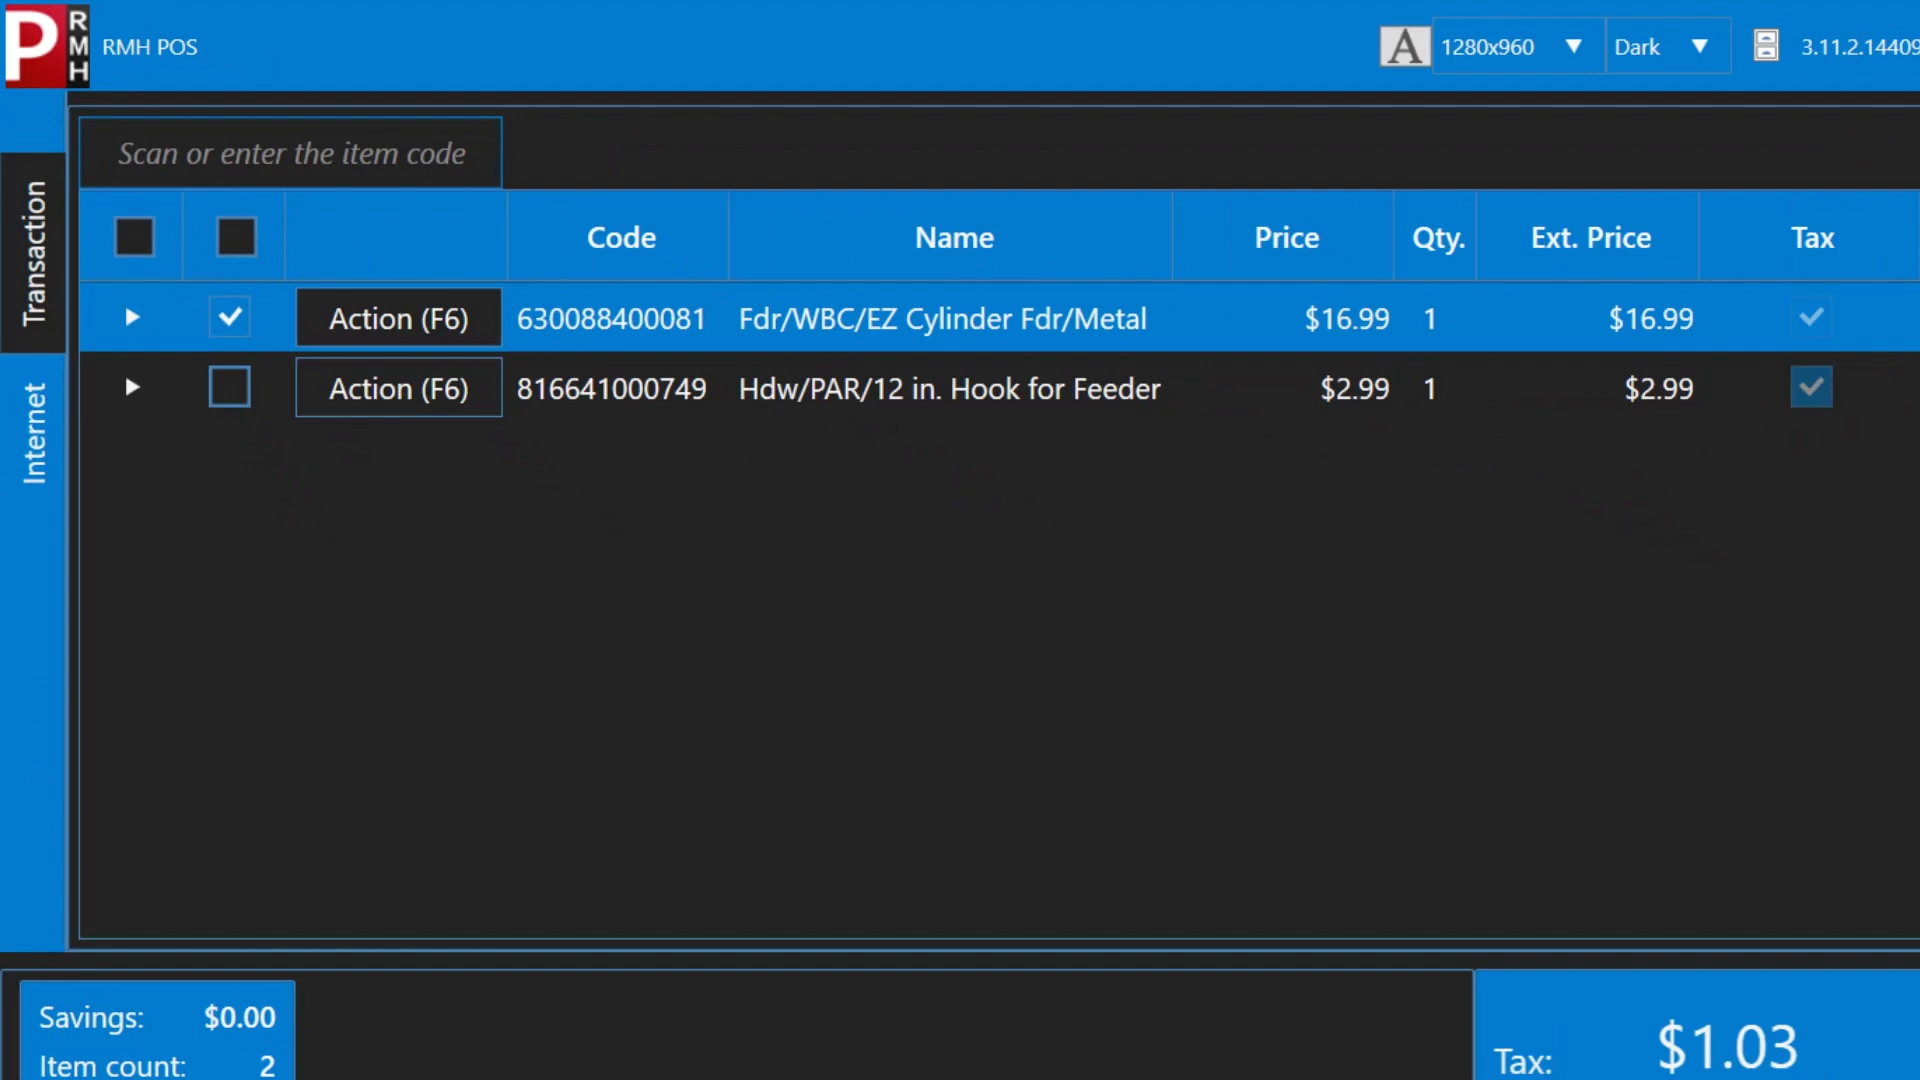 P RMH
RMH POS
A 1280x960 Dark 3.11.2.14409
Transaction
Internet
Scan or enter the item code
Code Name Price Qty. Ext. Price Tax
Action (F6) 630088400081 Fdr/WBC/EZ Cylinder Fdr/Metal $16.99 1 $16.99
Action (F6) 816641000749 Hdw/PAR/12 in. Hook for Feeder $2.99 1 $2.99
Savings: $0.00
Item count: 2
Tax: $1.03